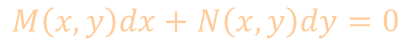 M(x, y)dx + N(x, y)dy = 0